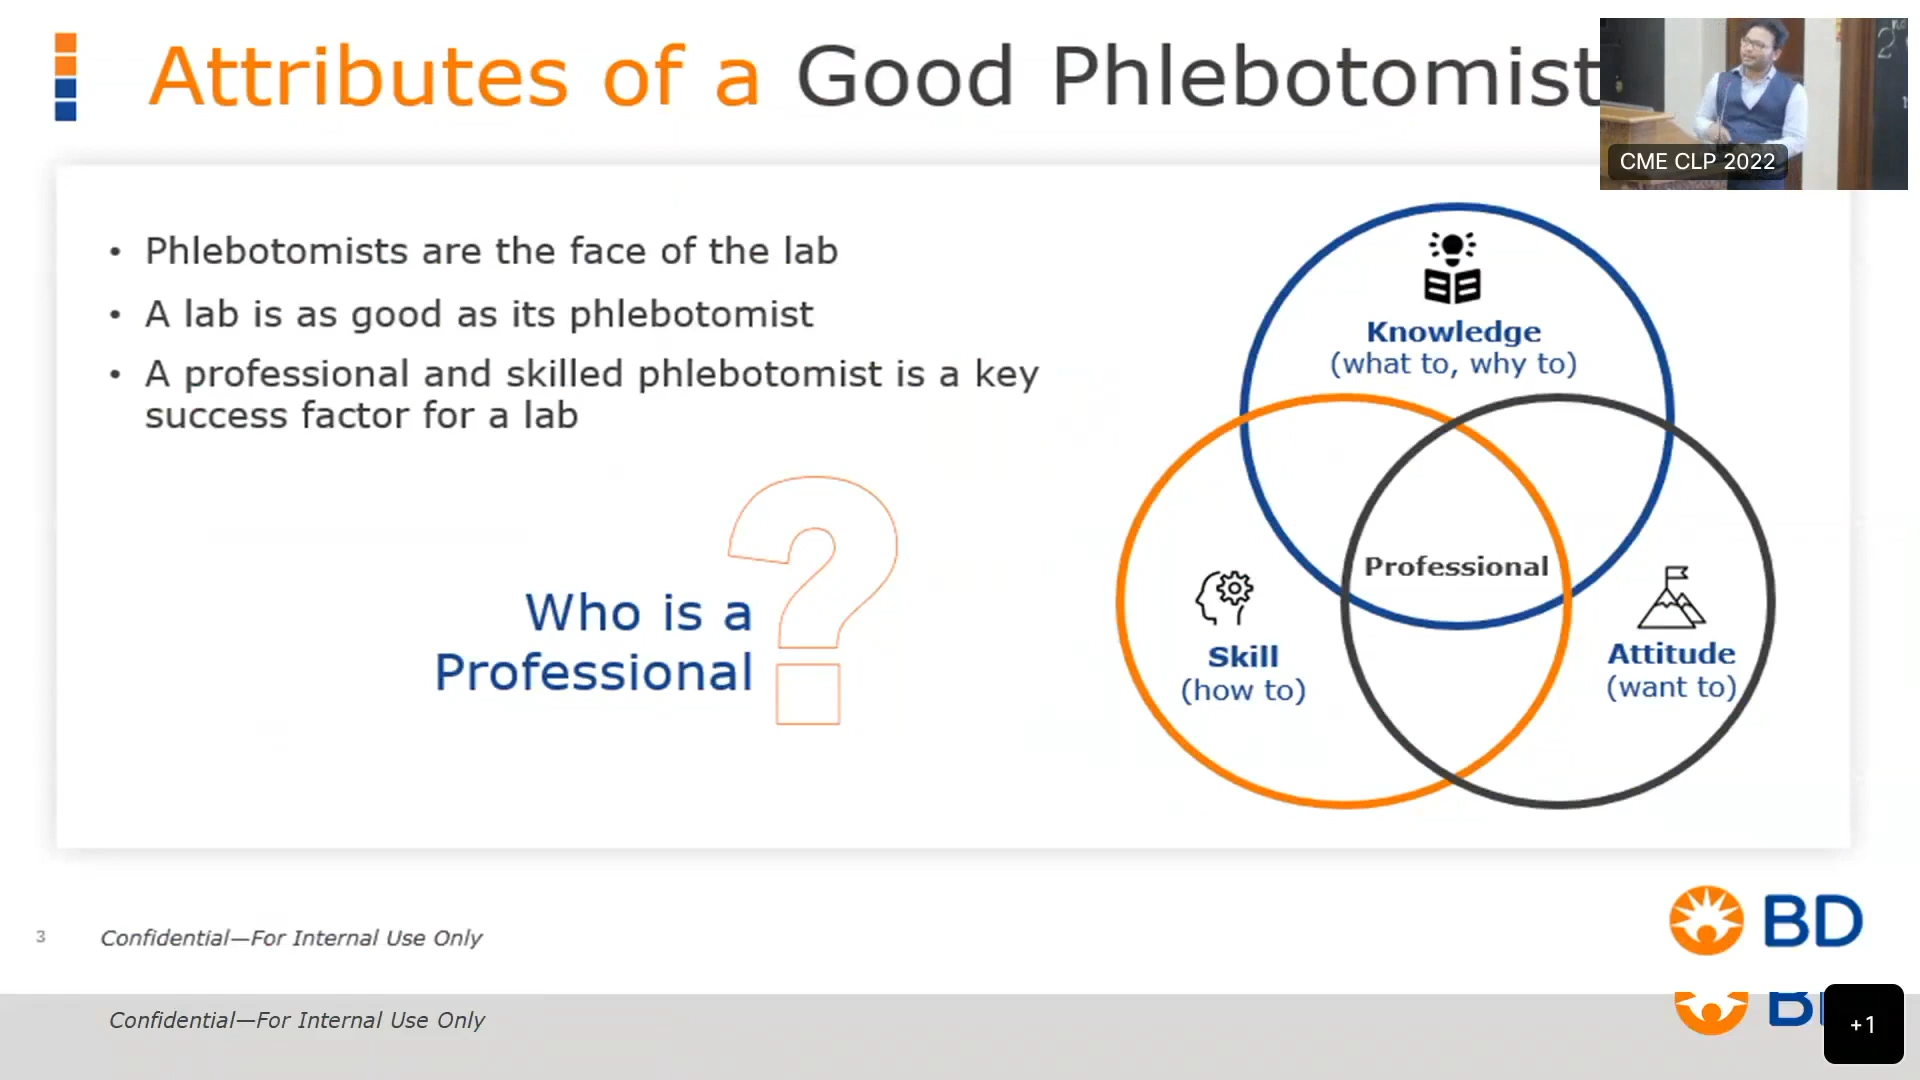 Attributes of a Good Phlebotomist
CME CLP 2022
• Phlebotomists are the face of the lab
• A lab is as good as its phlebotomist
• A professional and skilled phlebotomist is a key
success factor for a lab
Who is a
Professional
?
Knowledge
(what to, why to)
Professional
Skill
(how to)
Attitude
(want to)
3
Confidential—For Internal Use Only
BD
Confidential—For Internal Use Only
+1